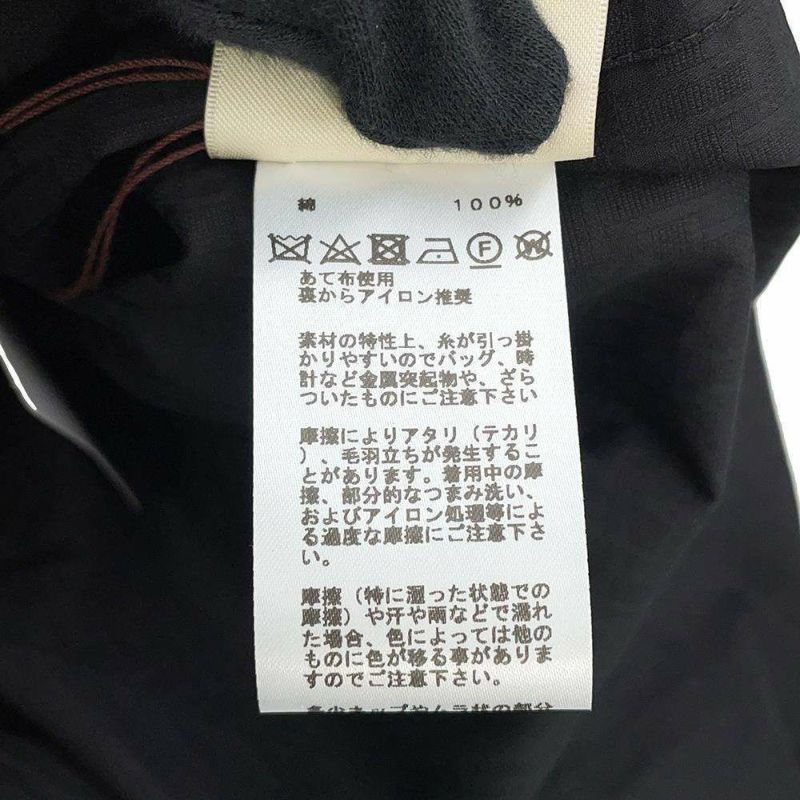 綿 100%
F W
あて布使用
裏からアイロン推奨
素材の特性上、糸が引っ掛
かりやすいのでバッグ、時
計など金属突起物や、ざら
ついたものにご注意下さい
摩擦によりアタリ（テカリ
）、毛羽立ちが発生するこ
とがあります。着用中の摩
擦、部分的なつまみ洗い、
およびアイロン処理等によ
る過度な摩擦にご注意下さ
い。
摩擦（特に湿った状態での
摩擦）や汗や雨などで濡れ
た場合、色によっては他の
ものに色が移る事がありま
すのでご注意下さい。